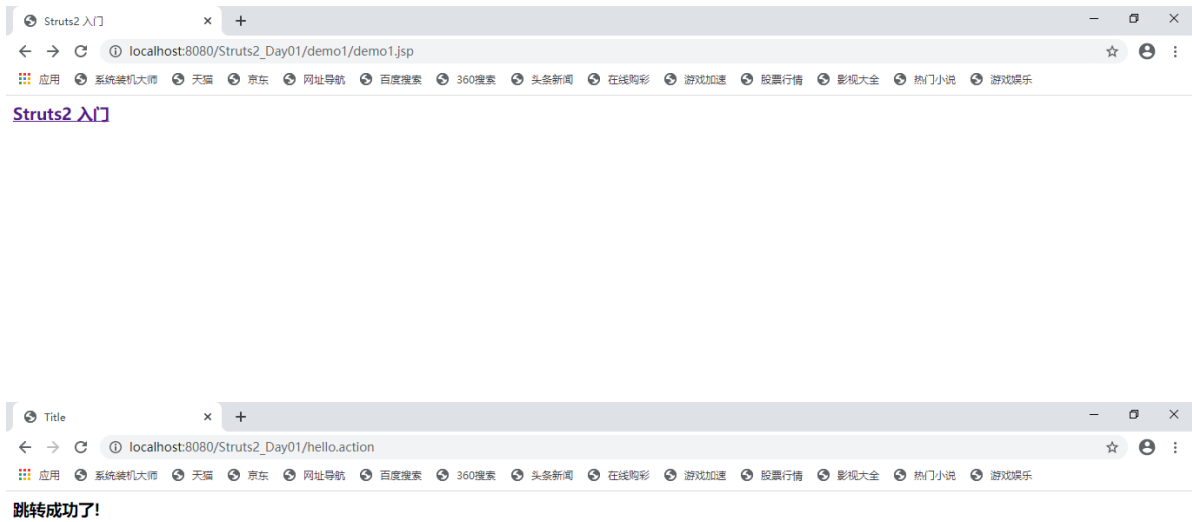 Struts2 入门
localhost:8080/Struts2_Day01/demo1/demo1.jsp
应用 系统装机大师 天猫 京东 网址导航 百度搜索 360搜索 头条新闻 在线购彩 游戏加速 股票行情 影视大全 热门小说 游戏娱乐
Struts2 入门
Title
localhost:8080/Struts2_Day01/hello.action
应用 系统装机大师 天猫 京东 网址导航 百度搜索 360搜索 头条新闻 在线购彩 游戏加速 股票行情 影视大全 热门小说 游戏娱乐
跳转成功了!